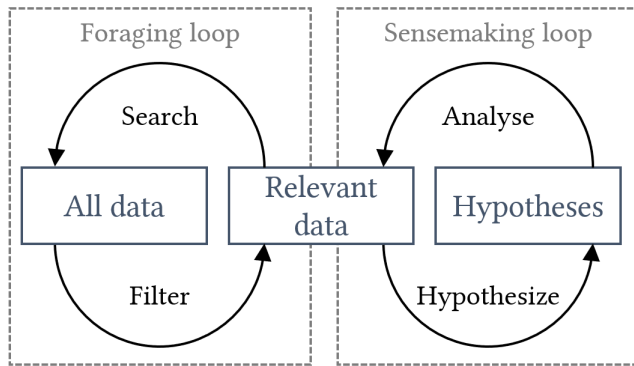 Foraging loop
Sensemaking loop
Search
Analyse
All data
Relevant
data
Hypotheses
Filter
Hypothesize